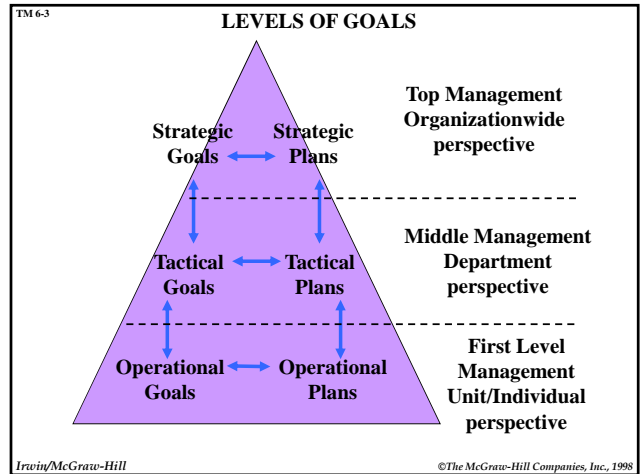 TM 6-3
LEVELS OF GOALS
Strategic Goals
Strategic Plans
Top Management
Organizationwide
perspective
Tactical
Goals
Tactical
Plans
Middle Management
Department
perspective
Operational
Goals
Operational
Plans
First Level
Management
Unit/Individual
perspective
Irwin/McGraw-Hill
©The McGraw-Hill Companies, Inc., 1998